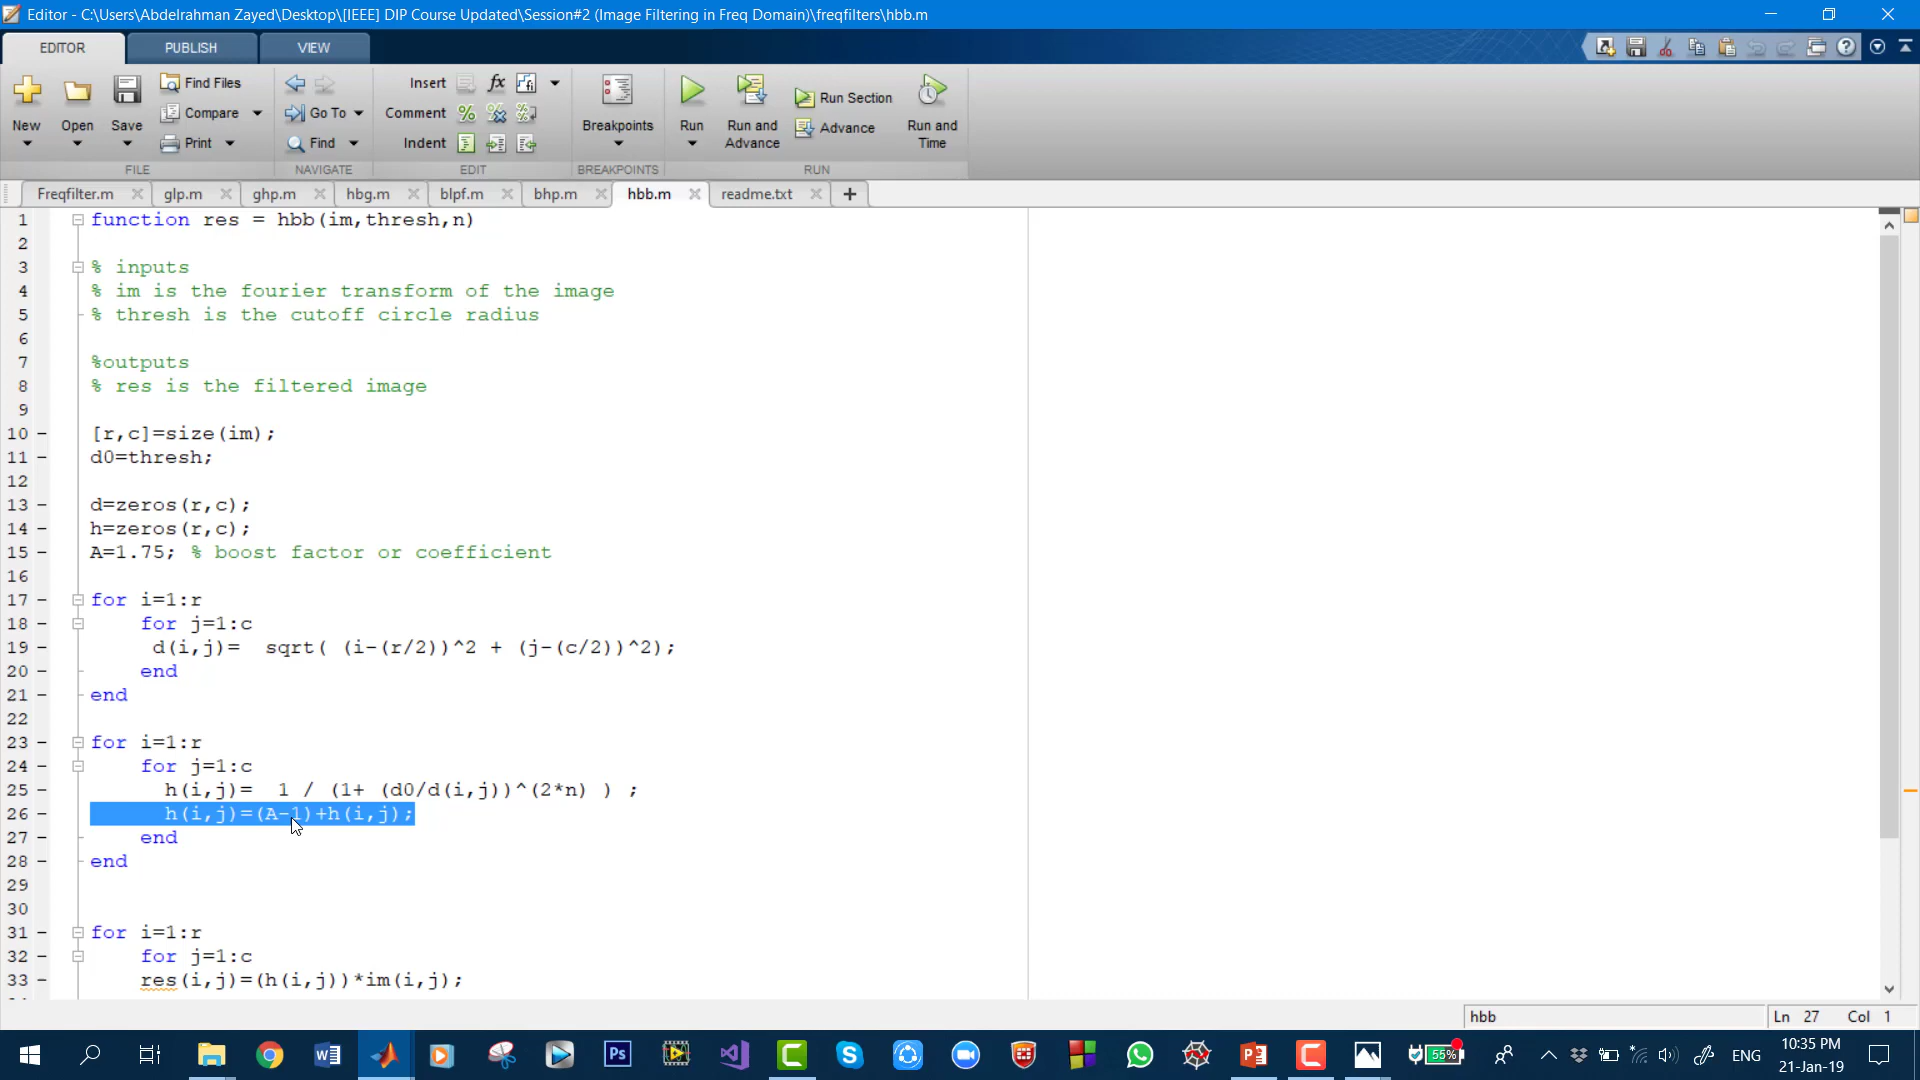 Editor - C:\Users\Abdelrahman Zayed\Desktop\[IEEE] DIP Course Updated\Session#2 (Image Filtering in Freq Domain)\freqfilters\hbb.m
EDITOR PUBLISH VIEW
New Open Save Find Files Compare Print
Go To Find
Insert fx
Comment
Indent
Breakpoints
Run
Run and Advance
Run Section
Advance
Run and Time
FILE NAVIGATE EDIT BREAKPOINTS RUN
Freqfilter.m glp.m ghp.m hbg.m blpf.m bhp.m hbb.m readme.txt
1 function res = hbb(im,thresh,n)
2
3 % inputs
4 % im is the fourier transform of the image
5 % thresh is the cutoff circle radius
6
7 %outputs
8 % res is the filtered image
9
10 – [r,c]=size(im);
11 – d0=thresh;
12
13 – d=zeros(r,c);
14 – h=zeros(r,c);
15 – A=1.75; % boost factor or coefficient
16
17 – for i=1:r
18 – for j=1:c
19 – d(i,j)=  sqrt( (i-(r/2))^2 + (j-(c/2))^2);
20 – end
21 – end
22
23 – for i=1:r
24 – for j=1:c
25 – h(i,j)=  1 / (1+ (d0/d(i,j))^(2*n) ) ;
26 – h(i,j)=(A-1)+h(i,j);
27 – end
28 – end
29
30
31 – for i=1:r
32 – for j=1:c
33 – res(i,j)=(h(i,j))*im(i,j);
hbb Ln 27 Col 1
55% ENG 10:35 PM
21-Jan-19